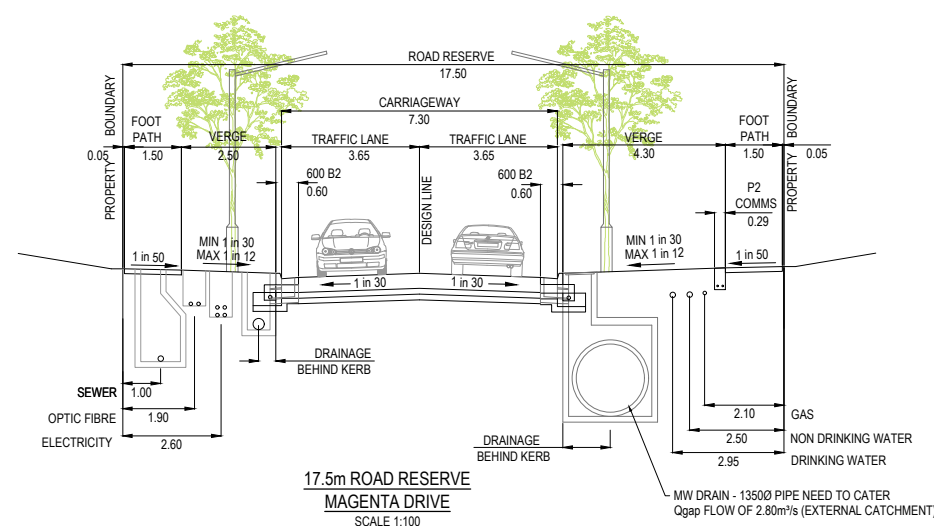 ROAD RESERVE
17.50
CARRIAGEWAY
7.30
PROPERTY BOUNDARY
0.05
FOOT
PATH
1.50
VERGE
2.50
TRAFFIC LANE
3.65
TRAFFIC LANE
3.65
VERGE
4.30
FOOT
PATH
1.50
PROPERTY BOUNDARY
0.05
600 B2
0.60
DESIGN LINE
600 B2
0.60
P2
COMMS
0.29
1 in 50
MIN 1 in 30
MAX 1 in 12
1 in 30
1 in 30
MIN 1 in 30
MAX 1 in 12
1 in 50
DRAINAGE
BEHIND KERB
SEWER
1.00
OPTIC FIBRE
1.90
ELECTRICITY
2.60
2.10
GAS
2.50
NON DRINKING WATER
2.95
DRINKING WATER
DRAINAGE
BEHIND KERB
17.5m ROAD RESERVE
MAGENTA DRIVE
SCALE 1:100
MW DRAIN - 1350Ø PIPE NEED TO CATER
Qgap FLOW OF 2.80m³/s (EXTERNAL CATCHMENT)